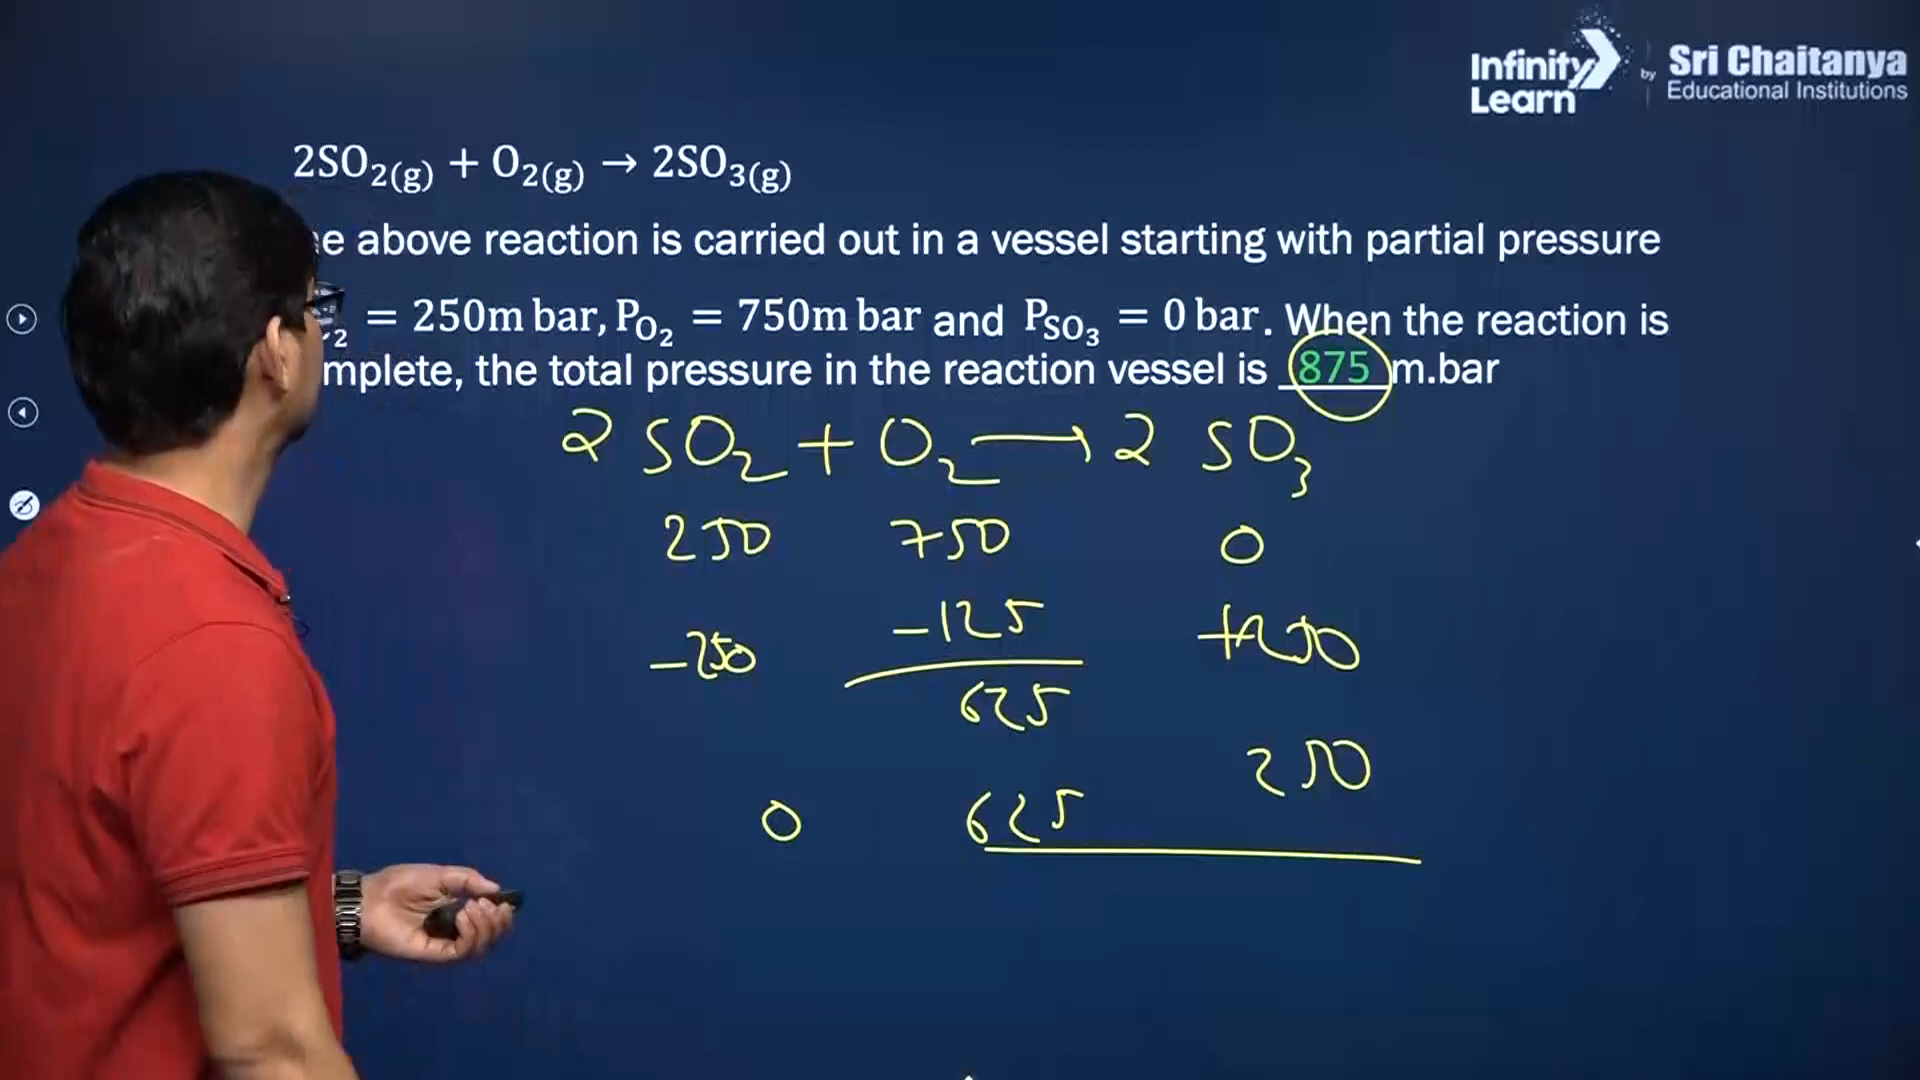 Infinity Learn by Sri Chaitanya Educational Institutions
2SO₂(g) + O₂(g) → 2SO₃(g)
e above reaction is carried out in a vessel starting with partial pressure
₂ = 250m bar, P_O₂ = 750m bar and P_SO₃ = 0 bar. When the reaction is
mplete, the total pressure in the reaction vessel is 875 m.bar
2 SO₂ + O₂ → 2 SO₃
250 750 0
-250 -125 +250
625
250
0 625